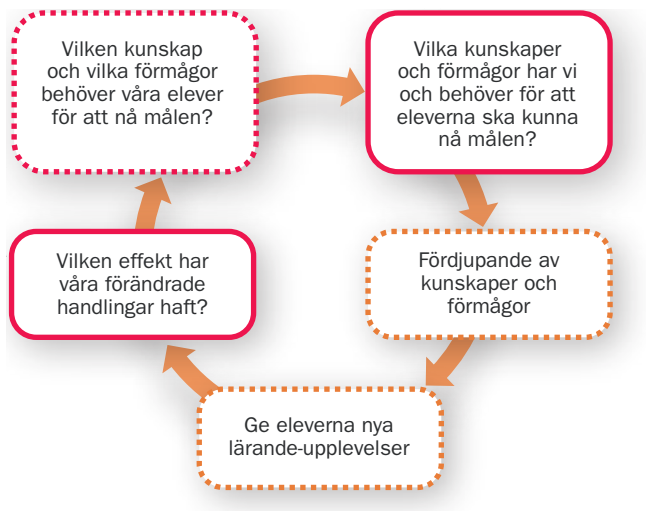 Vilken kunskap
och vilka förmågor
behöver våra elever
för att nå målen?
Vilka kunskaper
och förmågor har vi
och behöver för att
eleverna ska kunna
nå målen?
Fördjupande av
kunskaper och
förmågor
Ge eleverna nya
lärande-upplevelser
Vilken effekt har
våra förändrade
handlingar haft?